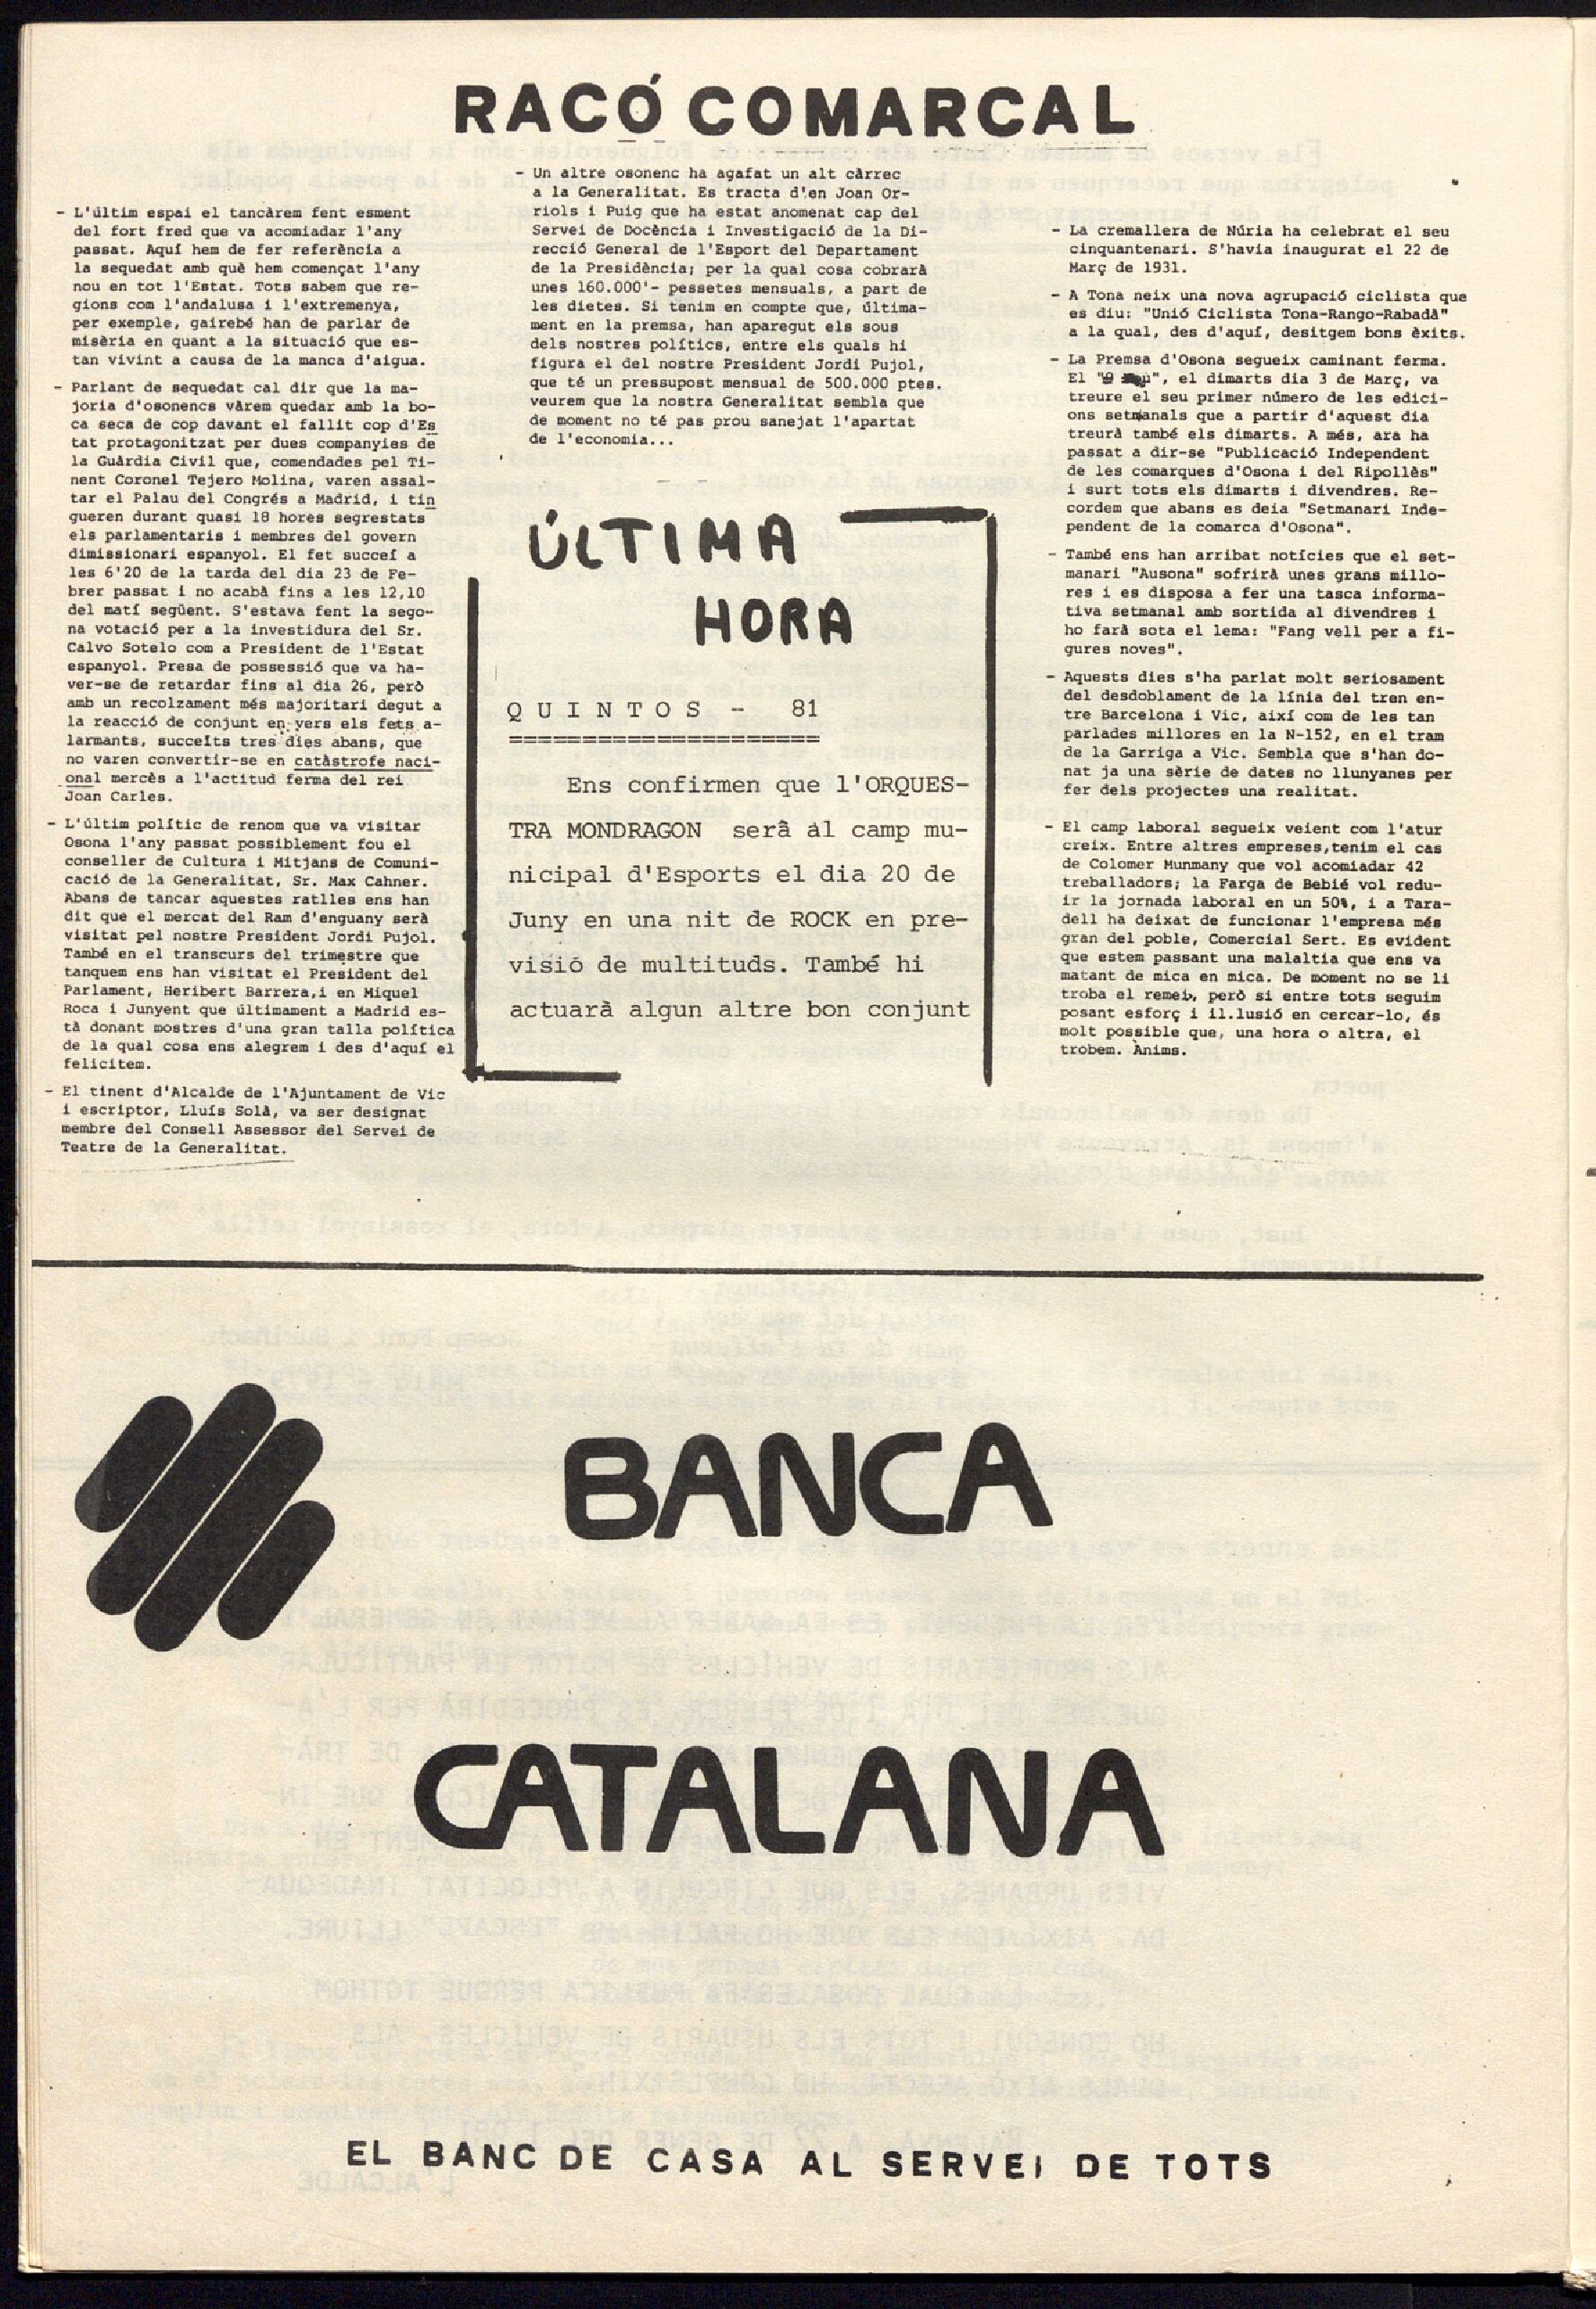 RACÓ COMARCAL
- L'últim espai el tancàrem fent esment
del fort fred que va acomiadar l'any
passat. Aquí hem de fer referència a
la sequedat amb què hem començat l'any
nou en tot l'Estat. Tots sabem que re-
gions com l'andalusa i l'extremenya,
per exemple, gairebé han de parlar de
misèria en quant a la situació que es-
tan vivint a causa de la manca d'aigua.
- Parlant de sequedat cal dir que la ma-
joria d'osonencs vàrem quedar amb la bo-
ca seca de cop davant el fallit cop d'Es
tat protagonitzat per dues companyies de
la Guàrdia Civil que, comendades pel Ti-
nent Coronel Tejero Molina, varen assal-
tar el Palau del Congrés a Madrid, i tin
gueren durant quasi 18 hores segrestats
els parlamentaris i membres del govern
dimissionari espanyol. El fet succeí a
les 6'20 de la tarda del dia 23 de Fe-
brer passat i no acabà fins a les 12,10
del matí següent. S'estava fent la sego-
na votació per a la investidura del Sr.
Calvo Sotelo com a President de l'Estat
espanyol. Presa de possessió que va ha-
ver-se de retardar fins al dia 26, però
amb un recolzament més majoritari degut a
la reacció de conjunt en vers els fets a-
larmants, succeïts tres dies abans, que
no varen convertir-se en catàstrofe naci-
onal mercès a l'actitud ferma del rei
Joan Carles.
- L'últim polític de renom que va visitar
Osona l'any passat possiblement fou el
conseller de Cultura i Mitjans de Comuni-
cació de la Generalitat, Sr. Max Cahner.
Abans de tancar aquestes ratlles ens han
dit que el mercat del Ram d'enguany serà
visitat pel nostre President Jordi Pujol.
També en el transcurs del trimestre que
tanquem ens han visitat el President del
Parlament, Heribert Barrera,i en Miquel
Roca i Junyent que últimament a Madrid es-
tà donant mostres d'una gran talla política
de la qual cosa ens alegrem i des d'aquí el
felicitem.
- El tinent d'Alcalde de l'Ajuntament de Vic
i escriptor, Lluís Solà, va ser designat
membre del Consell Assessor del Servei de
Teatre de la Generalitat.
- Un altre osonenc ha agafat un alt càrrec
a la Generalitat. Es tracta d'en Joan Or-
riols i Puig que ha estat anomenat cap del
Servei de Docència i Investigació de la Di-
recció General de l'Esport del Departament
de la Presidència; per la qual cosa cobrarà
unes 160.000'- pessetes mensuals, a part de
les dietes. Si tenim en compte que, última-
ment en la premsa, han aparegut els sous
dels nostres polítics, entre els quals hi
figura el del nostre President Jordi Pujol,
que té un pressupost mensual de 500.000 ptes.
veurem que la nostra Generalitat sembla que
de moment no té pas prou sanejat l'apartat
de l'economia...
ÚLTIMA
HORA
QUINTOS - 81
=====================
Ens confirmen que l'ORQUES-
TRA MONDRAGON serà al camp mu-
nicipal d'Esports el dia 20 de
Juny en una nit de ROCK en pre-
visió de multituds. També hi
actuarà algun altre bon conjunt
- La cremallera de Núria ha celebrat el seu
cinquantenari. S'havia inaugurat el 22 de
Març de 1931.
- A Tona neix una nova agrupació ciclista que
es diu: "Unió Ciclista Tona-Rango-Rabadà"
a la qual, des d'aquí, desitgem bons èxits.
- La Premsa d'Osona segueix caminant ferma.
El "9 ", el dimarts dia 3 de Març, va
treure el seu primer número de les edici-
ons setmanals que a partir d'aquest dia
treurà també els dimarts. A més, ara ha
passat a dir-se "Publicació Independent
de les comarques d'Osona i del Ripollès"
i surt tots els dimarts i divendres. Re-
cordem que abans es deia "Setmanari Inde-
pendent de la comarca d'Osona".
- També ens han arribat notícies que el set-
manari "Ausona" sofrirà unes grans millo-
res i es disposa a fer una tasca informa-
tiva setmanal amb sortida al divendres i
ho farà sota el lema: "Fang vell per a fi-
gures noves".
- Aquests dies s'ha parlat molt seriosament
del desdoblament de la línia del tren en-
tre Barcelona i Vic, així com de les tan
parlades millores en la N-152, en el tram
de la Garriga a Vic. Sembla que s'han do-
nat ja una sèrie de dates no llunyanes per
fer dels projectes una realitat.
- El camp laboral segueix veient com l'atur
creix. Entre altres empreses,tenim el cas
de Colomer Munmany que vol acomiadar 42
treballadors; la Farga de Bebié vol redu-
ir la jornada laboral en un 50%, i a Tara-
dell ha deixat de funcionar l'empresa més
gran del poble, Comercial Sert. Es evident
que estem passant una malaltia que ens va
matant de mica en mica. De moment no se li
troba el remei, però si entre tots seguim
posant esforç i il.lusió en cercar-lo, és
molt possible que, una hora o altra, el
trobem. Ànims.
BANCA
CATALANA
EL BANC DE CASA AL SERVEI DE TOTS